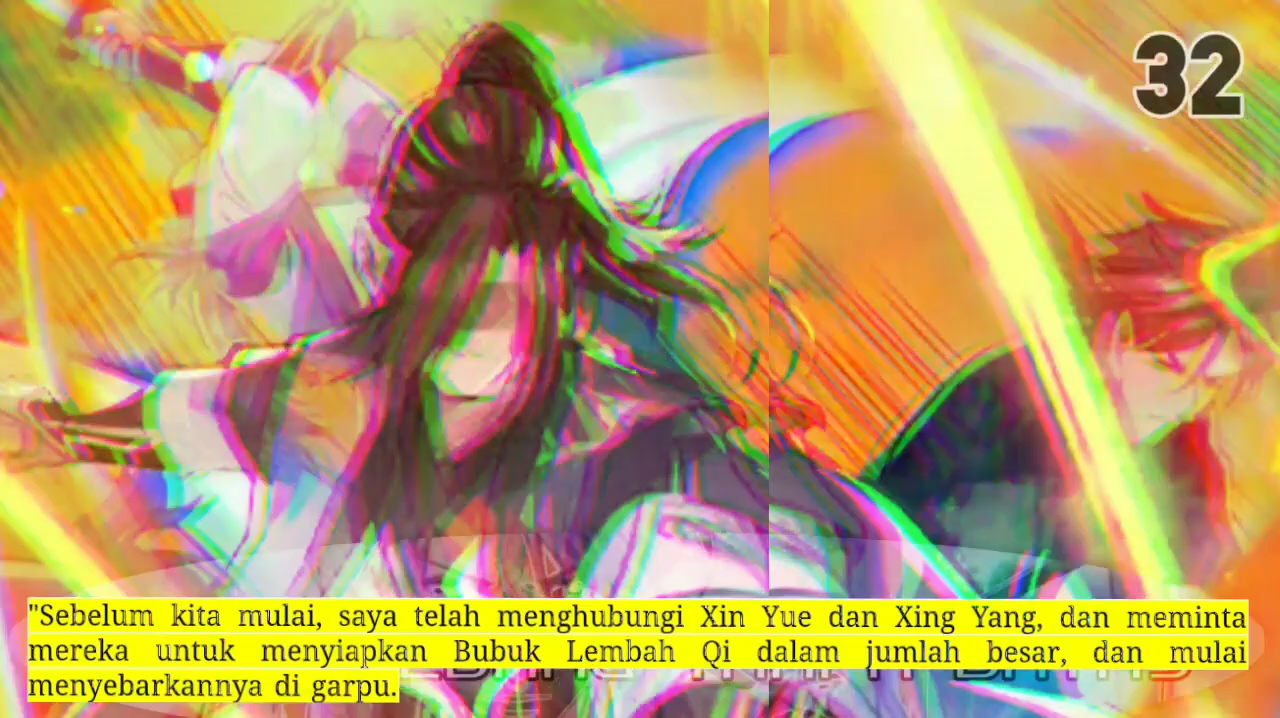 32
"Sebelum kita mulai, saya telah menghubungi Xin Yue dan Xing Yang, dan meminta
mereka untuk menyiapkan Bubuk Lembah Qi dalam jumlah besar, dan mulai
menyebarkannya di garpu.